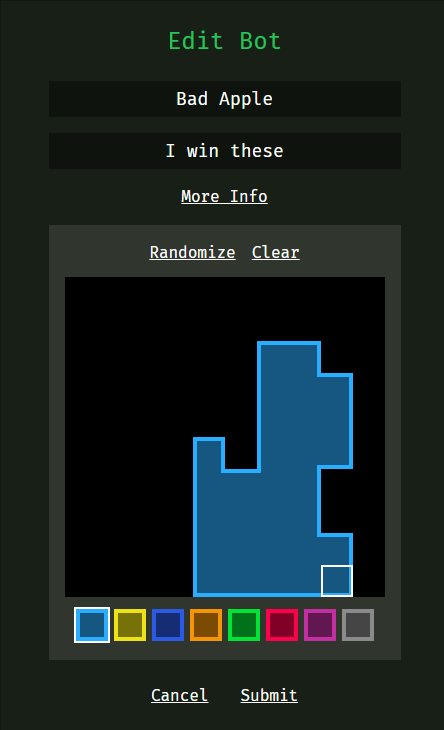 Edit Bot
Bad Apple
I win these
More Info
Randomize Clear
Cancel Submit